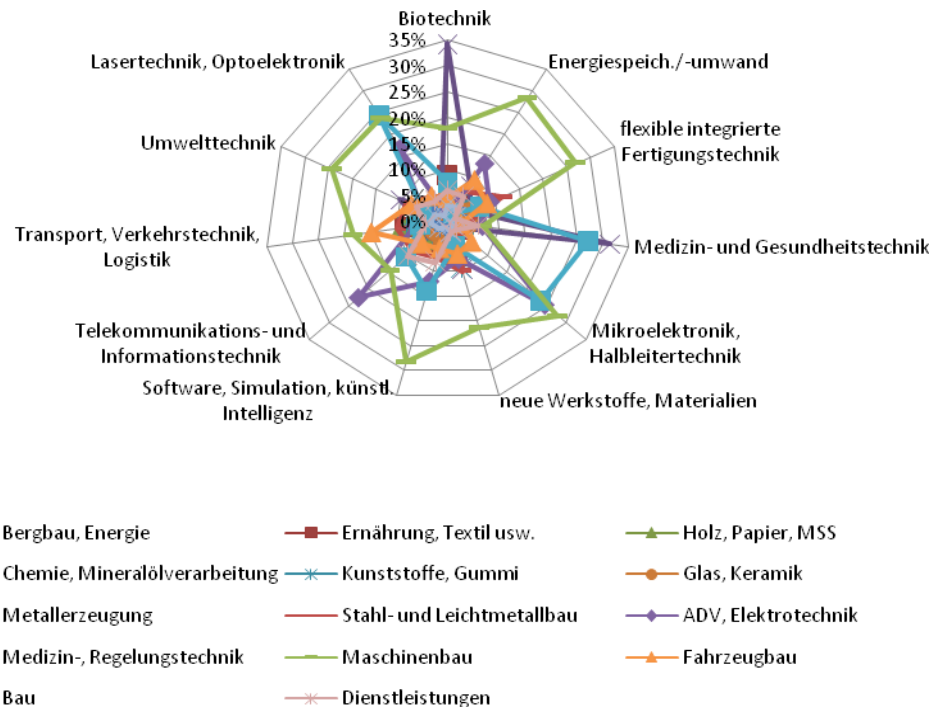 Biotechnik
35%
30%
25%
20%
15%
10%
5%
0%
Energiespeich./-umwand
flexible integrierte
Fertigungstechnik
Medizin- und Gesundheitstechnik
Mikroelektronik,
Halbleitertechnik
neue Werkstoffe, Materialien
Software, Simulation, künstl.
Intelligenz
Telekommunikations- und
Informationstechnik
Transport, Verkehrstechnik,
Logistik
Umwelttechnik
Lasertechnik, Optoelektronik
Bergbau, Energie
Ernährung, Textil usw.
Holz, Papier, MSS
Chemie, Mineralölverarbeitung
Kunststoffe, Gummi
Glas, Keramik
Metallerzeugung
Stahl- und Leichtmetallbau
ADV, Elektrotechnik
Medizin-, Regelungstechnik
Maschinenbau
Fahrzeugbau
Bau
Dienstleistungen